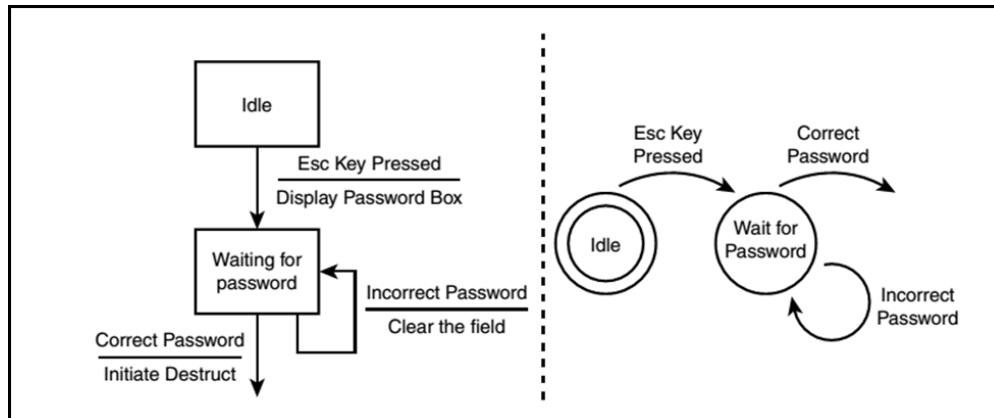 Idle
Esc Key Pressed
Display Password Box
Waiting for
password
Incorrect Password
Clear the field
Correct Password
Initiate Destruct
Esc Key
Pressed
Correct
Password
Idle
Wait for
Password
Incorrect
Password